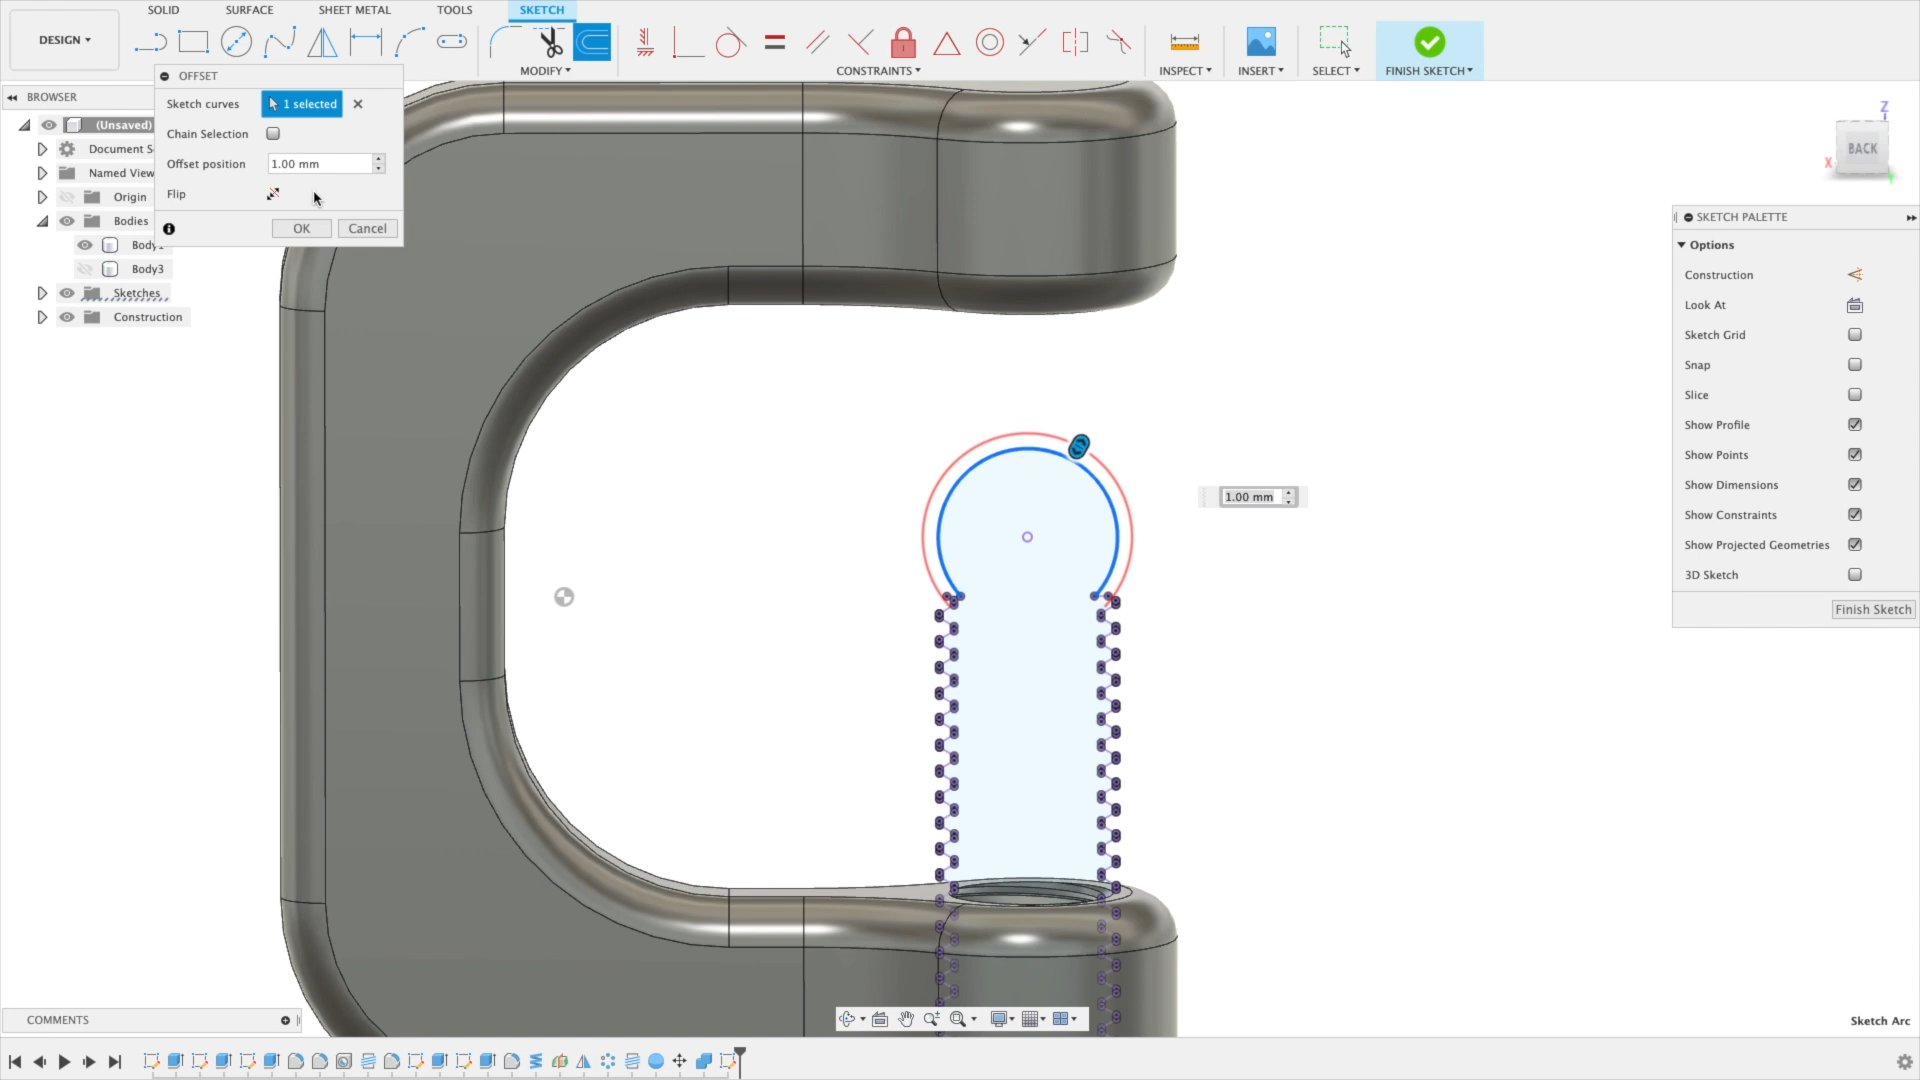 SOLID
SURFACE
SHEET METAL
TOOLS
SKETCH
DESIGN
MODIFY
CONSTRAINTS
INSPECT
INSERT
SELECT
FINISH SKETCH
OFFSET
Sketch curves
1 selected
Chain Selection
Offset position
1.00 mm
Flip
OK
Cancel
BROWSER
(Unsaved)
Document S
Named View
Origin
Bodies
Body1
Body3
Sketches
Construction
Z
BACK
X
SKETCH PALETTE
Options
Construction
Look At
Sketch Grid
Snap
Slice
Show Profile
Show Points
Show Dimensions
Show Constraints
Show Projected Geometries
3D Sketch
Finish Sketch
1.00 mm
COMMENTS
Sketch Arc